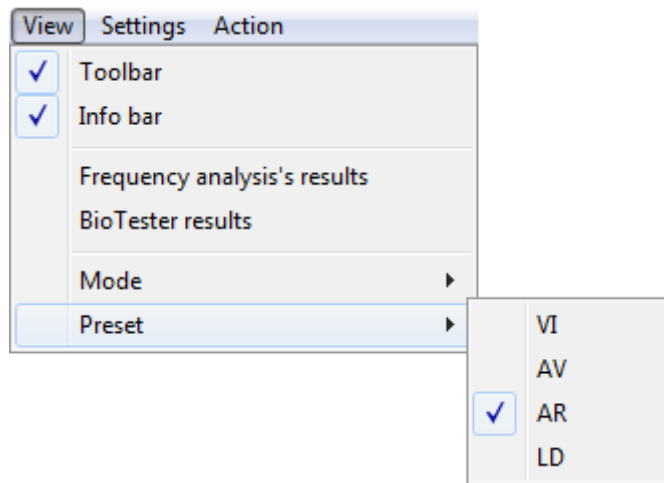 View Settings Action
Toolbar
Info bar
Frequency analysis's results
BioTester results
Mode
Preset
VI
AV
AR
LD